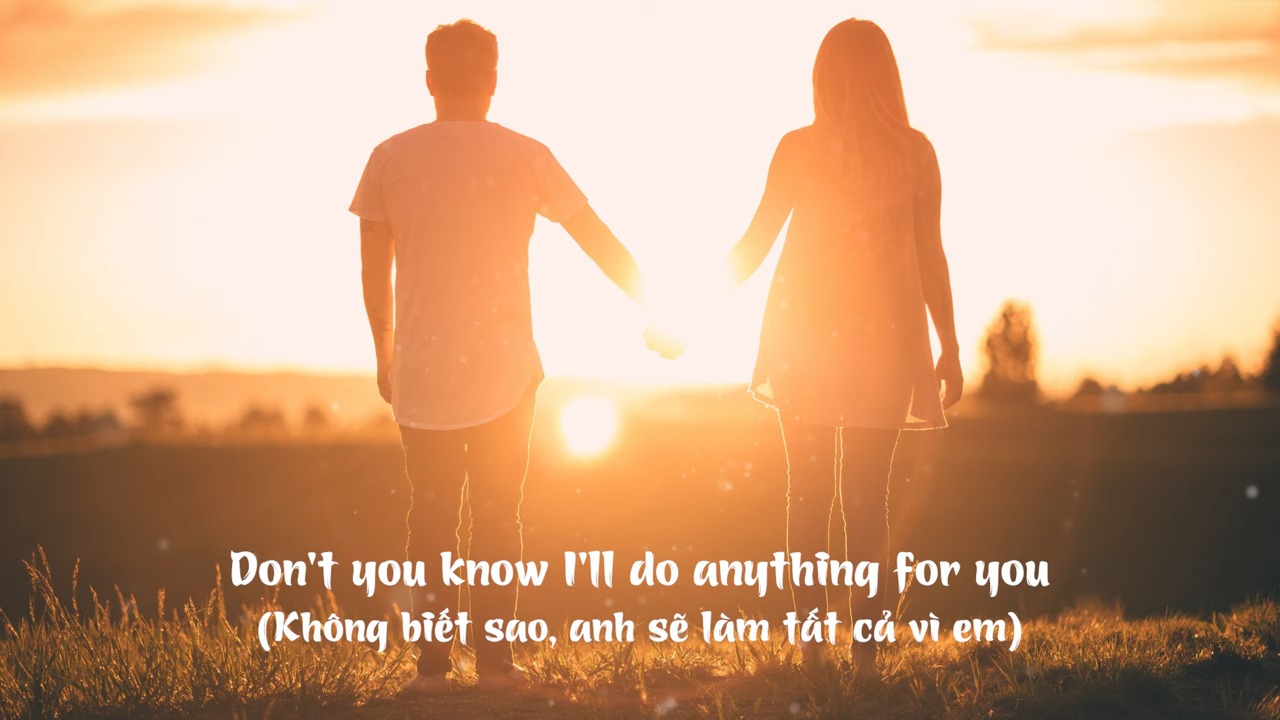 Don't you know I'll do anything for you
(Không biết sao, anh sẽ làm tất cả vì em)